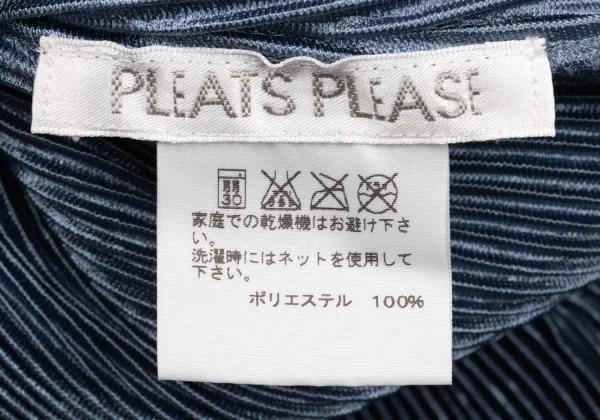 PLEATS PLEASE
弱 30
家庭での乾燥機はお避け下さ
い。
洗濯時にはネットを使用して
下さい。
ポリエステル 100%